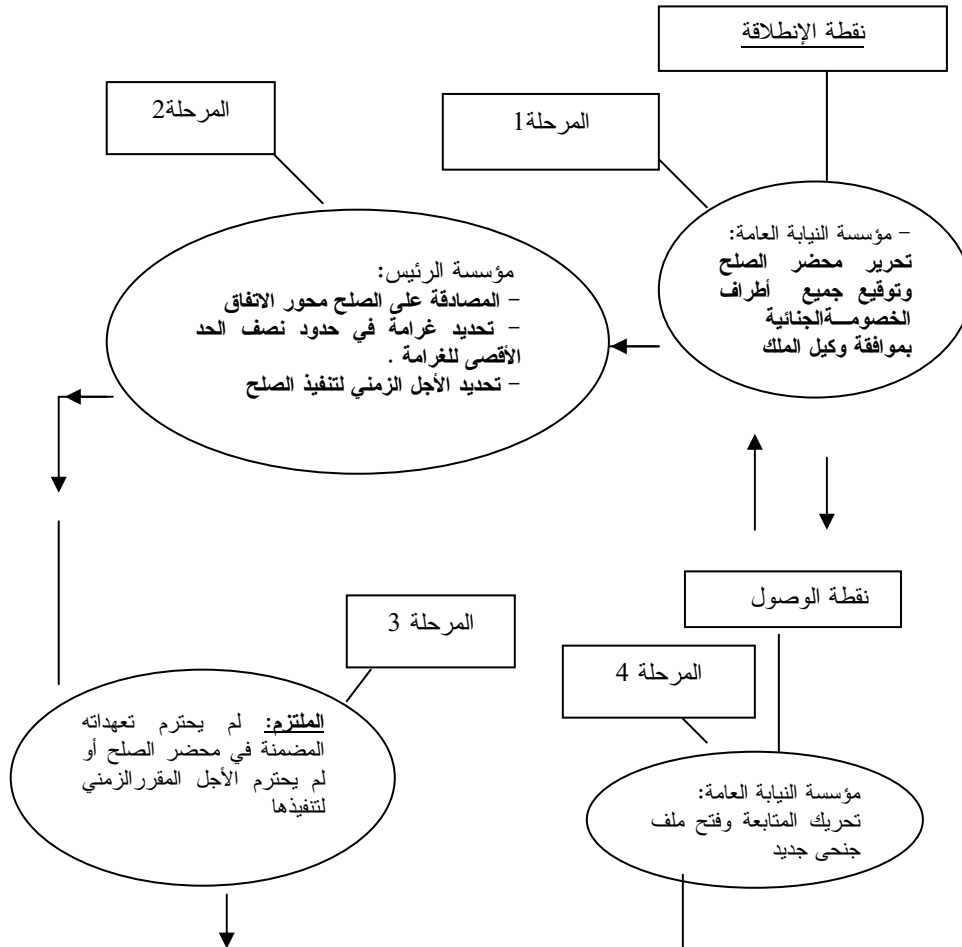 نقطة الإنطلاقة
المرحلة1
المرحلة2
– مؤسسة النيابة العامة:
تحرير محضر الصلح
وتوقيع جميع أطراف
الخصومــةالجنائية
بموافقة وكيل الملك
مؤسسة الرئيس:
– المصادقة على الصلح محور الاتفاق
– تحديد غرامة في حدود نصف الحد
الأقصى للغرامة .
– تحديد الأجل الزمني لتنفيذ الصلح
نقطة الوصول
المرحلة 3
المرحلة 4
الملتزم: لم يحترم تعهداته
المضمنة في محضر الصلح أو
لم يحترم الأجل المقررالزمني
لتنفيذها
مؤسسة النيابة العامة:
تحريك المتابعة وفتح ملف
جنحى جديد